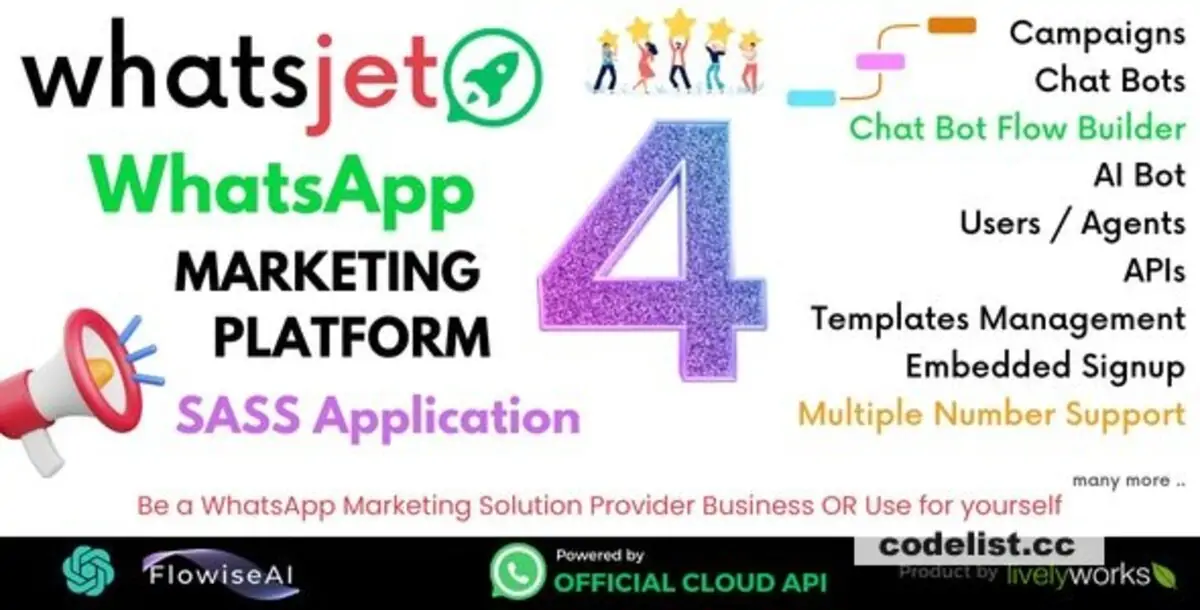 whatsjet
WhatsApp
MARKETING
PLATFORM
SASS Application
4
Campaigns
Chat Bots
Chat Bot Flow Builder
AI Bot
Users / Agents
APIs
Templates Management
Embedded Signup
Multiple Number Support
many more ..
Be a WhatsApp Marketing Solution Provider Business OR Use for yourself
FlowiseAI
Powered by
OFFICIAL CLOUD API
codelist.cc
Product by livelyworks